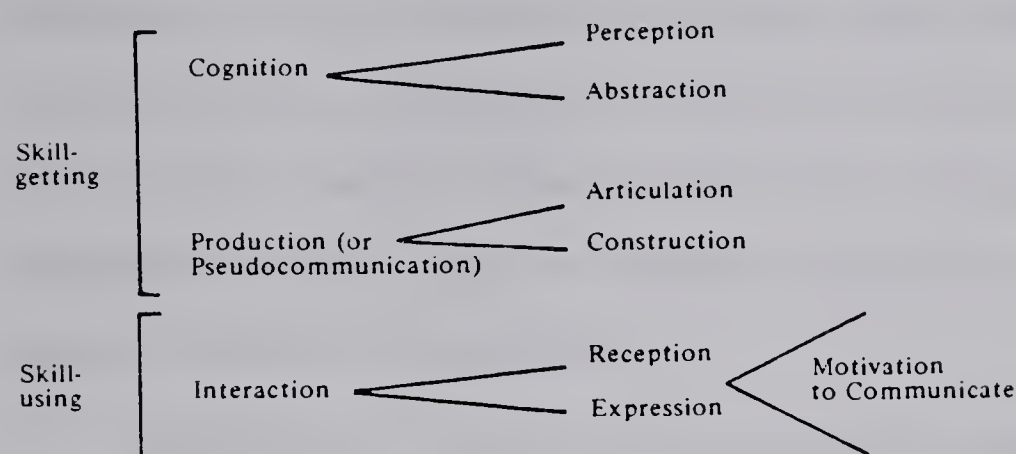 Perception
Cognition
Abstraction
Skill-
getting
Articulation
Production (or
Pseudocommunication)
Construction
Skill-
using
Interaction
Reception
Expression
Motivation
to Communicate